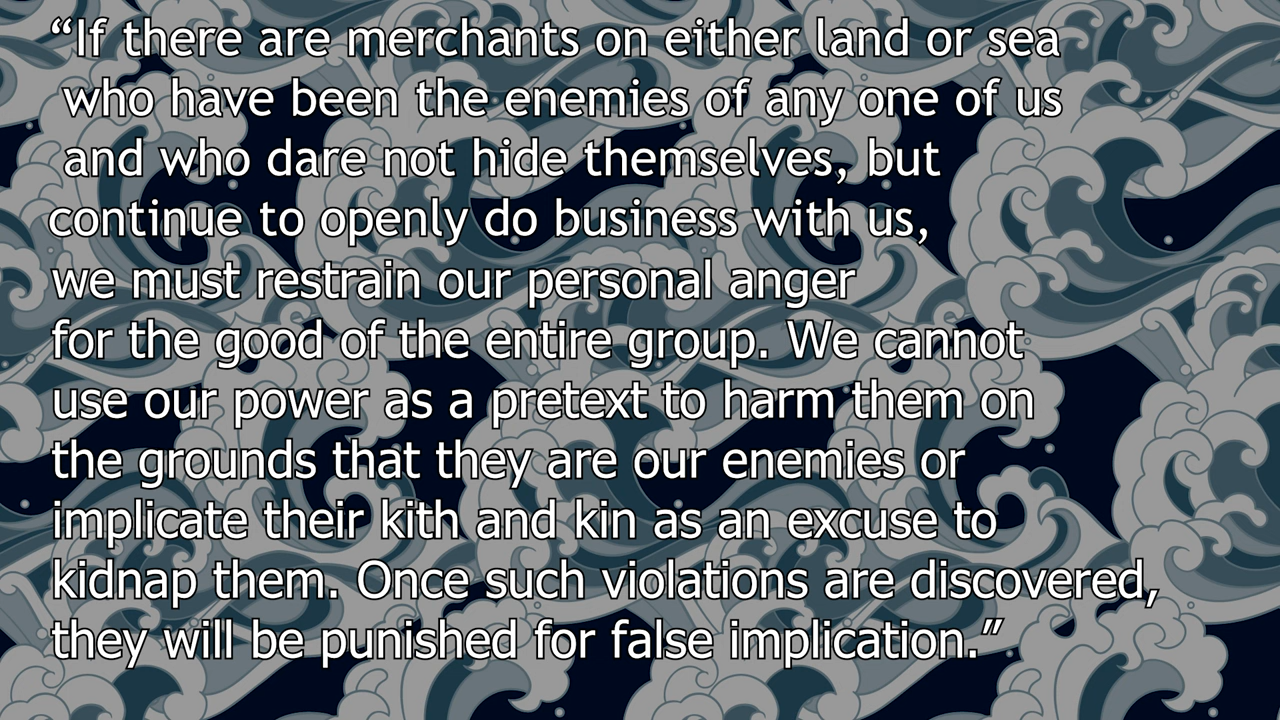 “If there are merchants on either land or sea
who have been the enemies of any one of us
and who dare not hide themselves, but
continue to openly do business with us,
we must restrain our personal anger
for the good of the entire group. We cannot
use our power as a pretext to harm them on
the grounds that they are our enemies or
implicate their kith and kin as an excuse to
kidnap them. Once such violations are discovered,
they will be punished for false implication.”